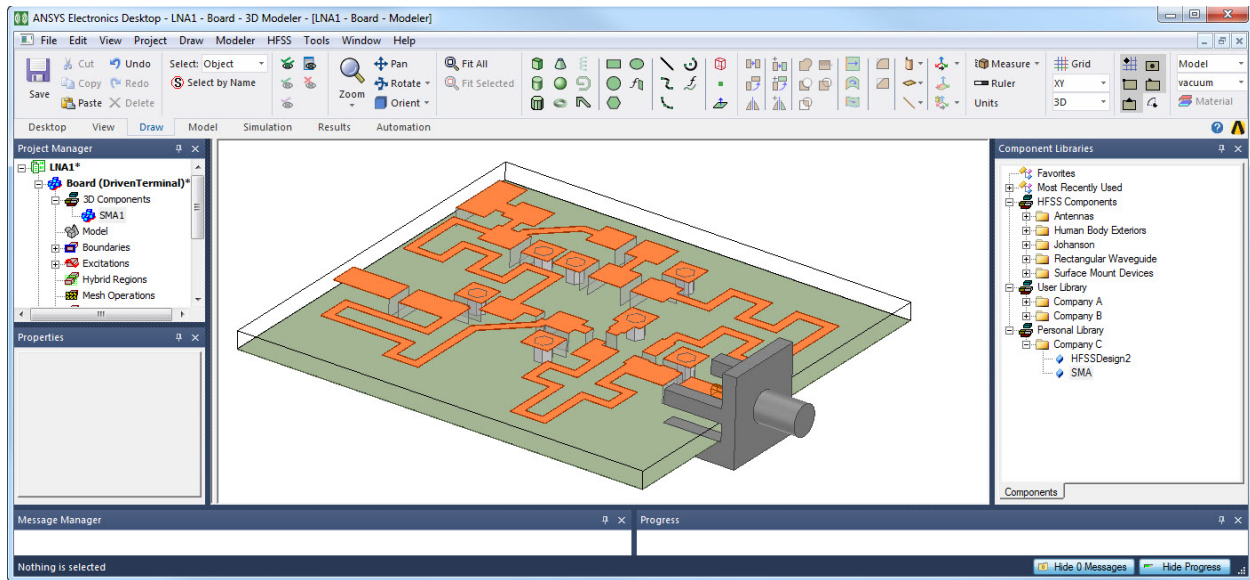 ANSYS Electronics Desktop - LNA1 - Board - 3D Modeler - [LNA1 - Board - Modeler]
File Edit View Project Draw Modeler HFSS Tools Window Help
Save
Cut
Undo
Copy
Redo
Paste
Delete
Select: Object
Select by Name
Zoom
Pan
Rotate
Orient
Fit All
Fit Selected
Measure
Ruler
Units
Grid
XY
3D
Model
vacuum
Material
Desktop View Draw Model Simulation Results Automation
Project Manager
LNA1*
Board (DrivenTerminal)*
3D Components
SMA1
Model
Boundaries
Excitations
Hybrid Regions
Mesh Operations
Properties
Component Libraries
Favorites
Most Recently Used
HFSS Components
Antennas
Human Body Exteriors
Johanson
Rectangular Waveguide
Surface Mount Devices
User Library
Company A
Company B
Personal Library
Company C
HFSSDesign2
SMA
Components
Message Manager
Progress
Nothing is selected
Hide 0 Messages
Hide Progress